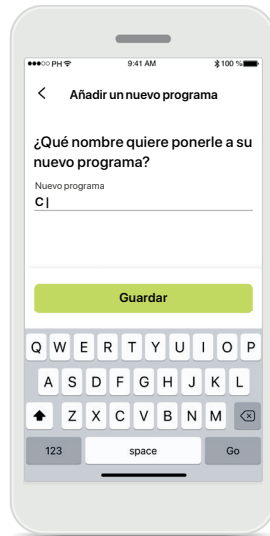 PH 9:41 AM 100 %
Añadir un nuevo programa
¿Qué nombre quiere ponerle a su
nuevo programa?
Nuevo programa
C
Guardar
Q W E R T Y U I O P
A S D F G H J K L
Z X C V B N M
123 space Go